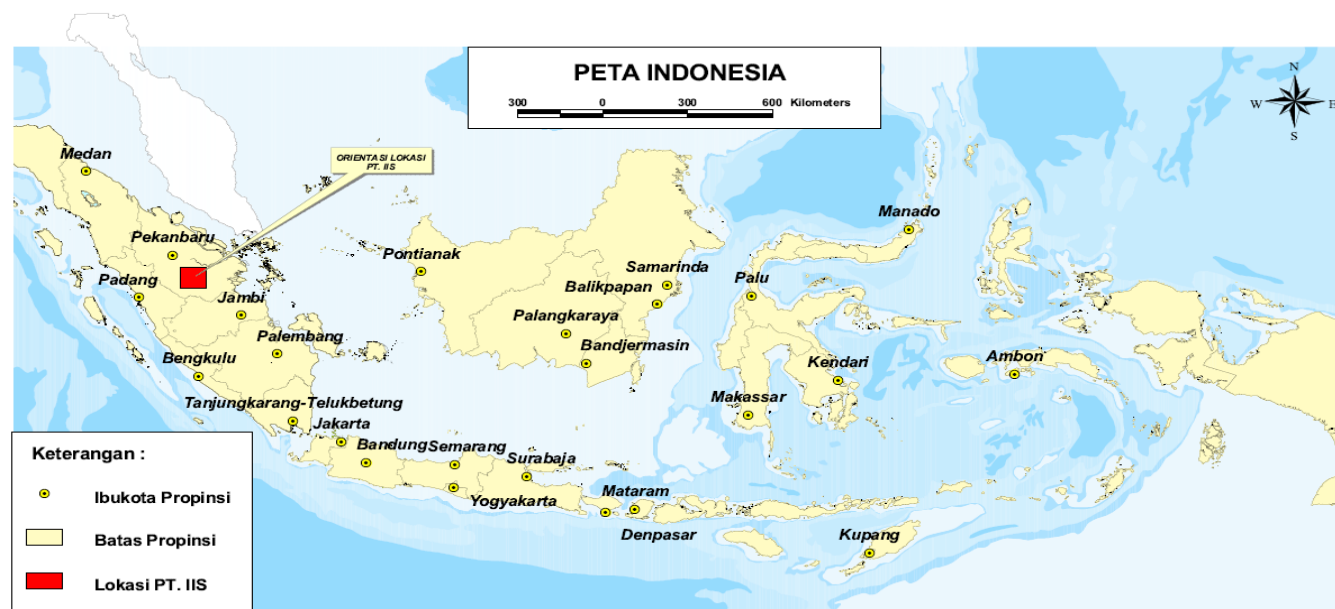 PETA INDONESIA
300 0 300 600 Kilometers
N
W E
S
ORIENTASI LOKASI
PT. IIS
Medan
Pekanbaru
Padang
Jambi
Palembang
Bengkulu
Tanjungkarang-Telukbetung
Jakarta
Bandung
Semarang
Surabaja
Yogyakarta
Mataram
Denpasar
Kupang
Pontianak
Samarinda
Balikpapan
Palangkaraya
Bandjermasin
Manado
Palu
Kendari
Makassar
Ambon
Keterangan :
Ibukota Propinsi
Batas Propinsi
Lokasi PT. IIS